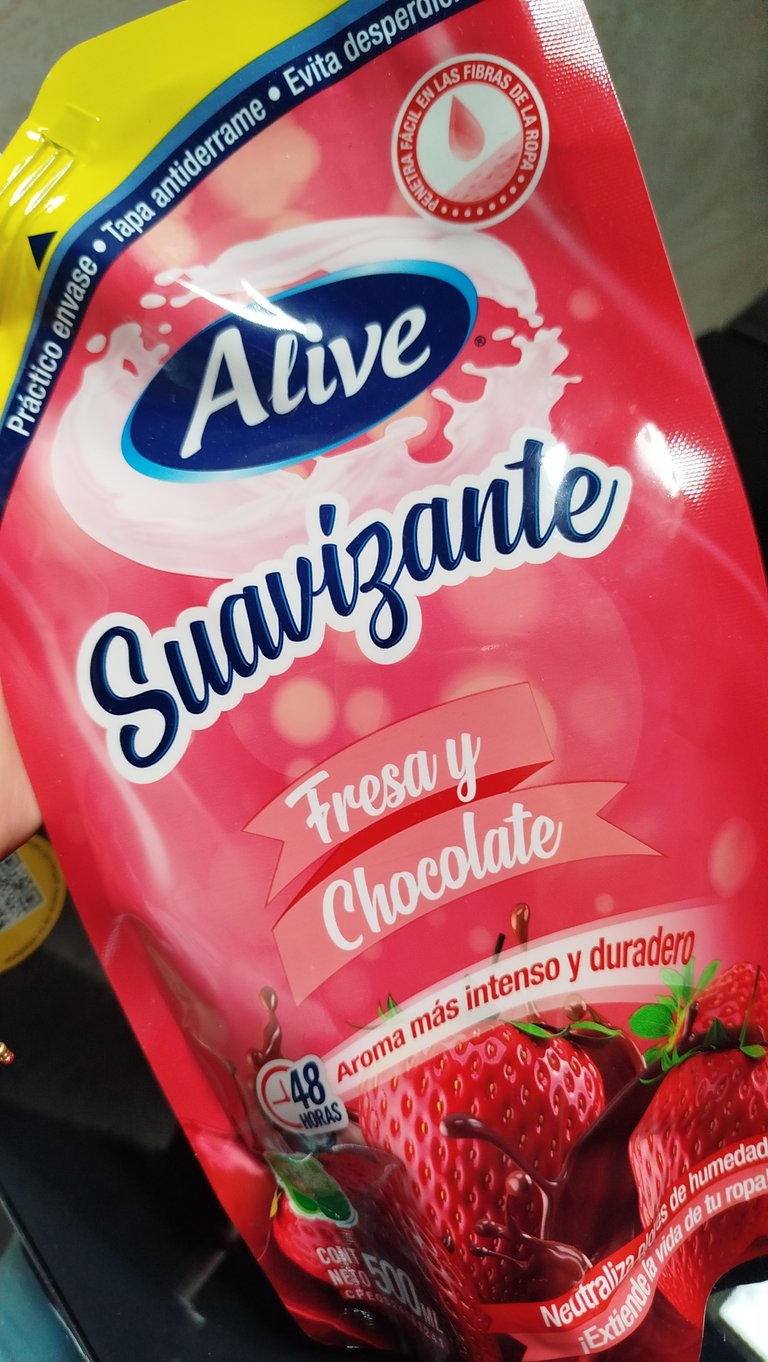 Práctico envase • Tapa antiderrame • Evita
PENETRA FÁCIL EN LAS FIBRAS DE LA ROPA
Alive®
Suavizante
Fresa y
Chocolate
Aroma más intenso y duradero
48
HORAS
CONT
NETO 500 ML
Neutraliza olores de humedad
¡Extiende la vida de tu ropa!